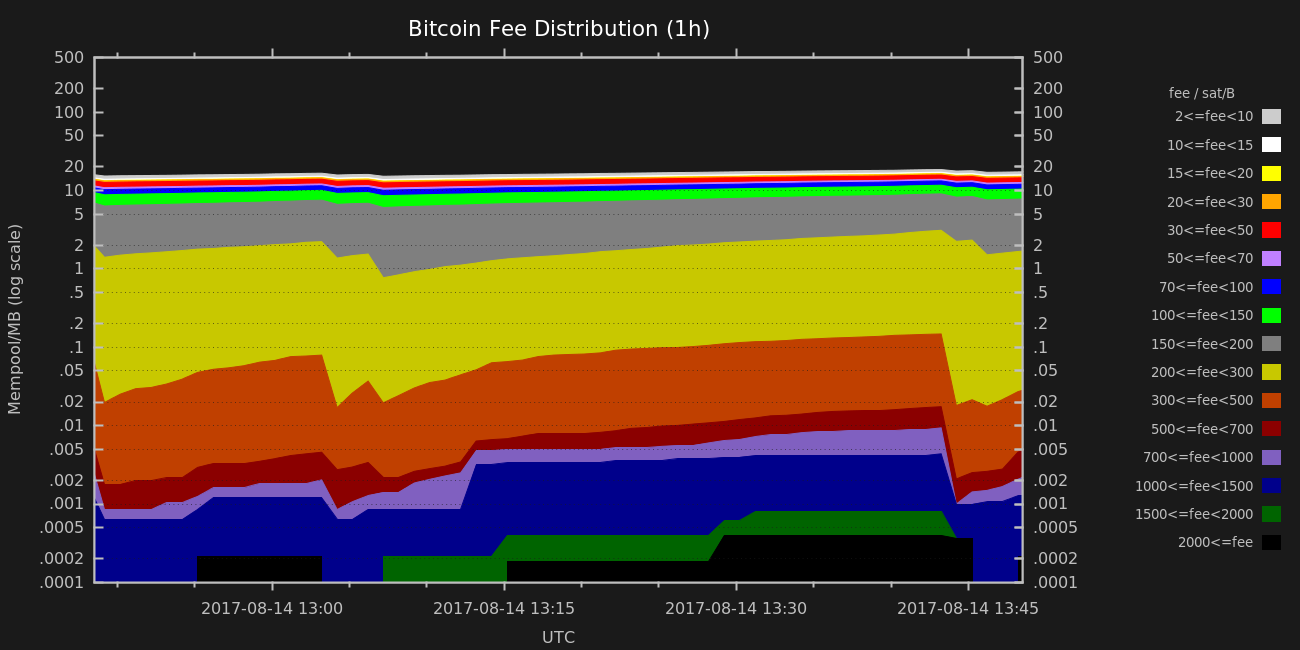 Bitcoin Fee Distribution (1h)
Mempool/MB (log scale)
500
200
100
50
20
10
5
2
1
.5
.2
.1
.05
.02
.01
.005
.002
.001
.0005
.0002
.0001
500
200
100
50
20
10
5
2
1
.5
.2
.1
.05
.02
.01
.005
.002
.001
.0005
.0002
.0001
2017-08-14 13:00
2017-08-14 13:15
2017-08-14 13:30
2017-08-14 13:45
UTC
fee / sat/B
2<=fee<10
10<=fee<15
15<=fee<20
20<=fee<30
30<=fee<50
50<=fee<70
70<=fee<100
100<=fee<150
150<=fee<200
200<=fee<300
300<=fee<500
500<=fee<700
700<=fee<1000
1000<=fee<1500
1500<=fee<2000
2000<=fee